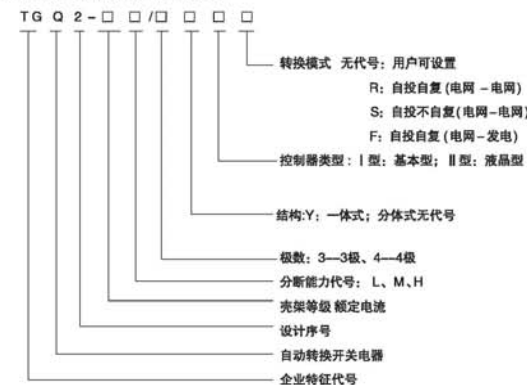 TG Q 2 - □ □ / □ □ □ □
转换模式 无代号：用户可设置
R：自投自复（电网－电网）
S：自投不自复（电网－电网）
F：自投自复（电网－发电）
控制器类型：Ⅰ型：基本型；Ⅱ型：液晶型
结构:Y：一体式；分体式无代号
极数：3—3极、4—4极
分断能力代号：L、M、H
壳架等级 额定电流
设计序号
自动转换开关电器
企业特征代号